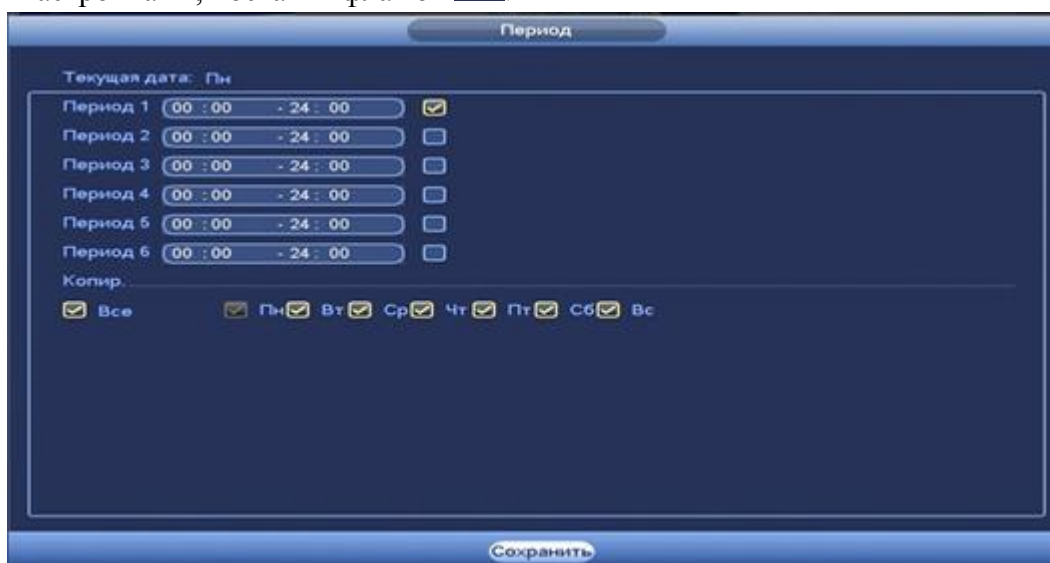 Период
Текущая дата: Пн
Период 1 00 : 00 - 24 : 00
Период 2 00 : 00 - 24 : 00
Период 3 00 : 00 - 24 : 00
Период 4 00 : 00 - 24 : 00
Период 5 00 : 00 - 24 : 00
Период 6 00 : 00 - 24 : 00
Копир.
Все Пн Вт Ср Чт Пт Сб Вс
Сохранить